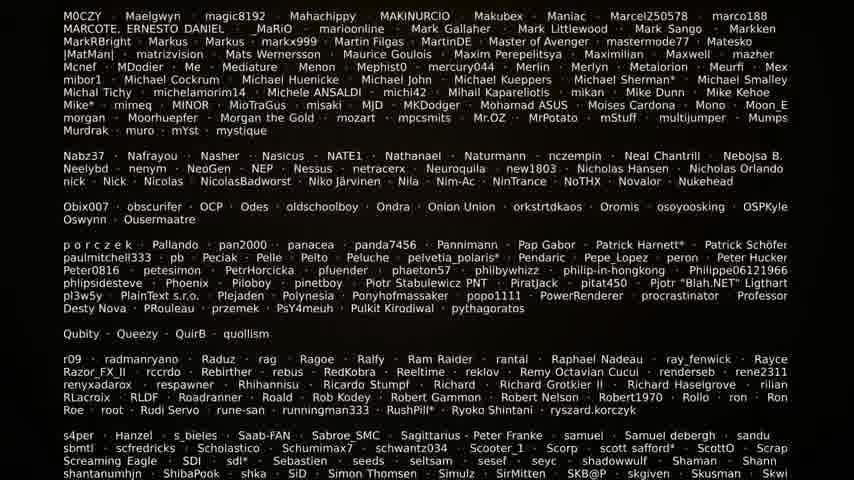 M0CZY · Maelgwyn · magic8192 · Mahachippy · MAKINURCIO · Makubex · Maniac · Marcel250578 · marco188
MARCOTE, ERNESTO DANIEL · _MaRiO · marioonline · Mark Gallaher · Mark Littlewood · Mark Sango · Markken
MarkRBright · Markus · Markus · markx999 · Martin Filgas · MartinDE · Master of Avenger · mastermode77 · Matesko
|MatMan| · matrizvision · Mats Wernersson · Maurice Goulois · Maxim Perepelitsya · Maximilian · Maxwell · mazher
Mcnef · MDodier · Me · Mediature · Menon · Mephist0 · mercury044 · Merlin · Merlyn · Metalorion · Meurfi · Mex
mibor1 · Michael Cockrum · Michael Huenicke · Michael John · Michael Kueppers · Michael Sherman* · Michael Smalley
Michal Tichy · michelamorim14 · Michele ANSALDI · michi42 · Mihail Kapareliotis · mikan · Mike Dunn · Mike Kehoe
Mike* · mimeq · MINOR · MioTraGus · misaki · MJD · MKDodger · Mohamad ASUS · Moises Cardona · Mono · Moon_E
morgan · Moorhuepfer · Morgan the Gold · mozart · mpcsmits · Mr.OZ · MrPotato · mStuff · multijumper · Mumps
Murdrak · muro · mYst · mystique
Nabz37 · Nafrayou · Nasher · Nasicus · NATE1 · Nathanael · Naturmann · nczempin · Neal Chantrill · Nebojsa B.
Neelybd · nenym · NeoGen · NEP · Nessus · netracerx · Neuroquila · new1803 · Nicholas Hansen · Nicholas Orlando
nick · Nick · Nicolas · NicolasBadworst · Niko Järvinen · Nila · Nim-Ac · NinTrance · NoTHX · Novalor · Nukehead
Obix007 · obscurifer · OCP · Odes · oldschoolboy · Ondra · Onion Union · orkstrtdkaos · Oromis · osoyoosking · OSPKyle
Oswynn · Ousermaatre
p o r c z e k · Pallando · pan2000 · panacea · panda7456 · Pannimann · Pap Gabor · Patrick Harnett* · Patrick Schöfer
paulmitchell333 · pb · Peciak · Pelle · Pelto · Peluche · pelvetia_polaris* · Pendaric · Pepe_Lopez · peron · Peter Hucker
Peter0816 · petesimon · PetrHorcicka · pfuender · phaeton57 · philbywhizz · philip-in-hongkong · Philippe06121966
phlipsidesteve · Phoenix · Piloboy · pinetboy · Piotr Stabulewicz PNT · PiratJack · pitat450 · Pjotr "Blah.NET" Ligthart
pl3w5y · PlainText s.r.o. · Plejaden · Polynesia · Ponyhofmassaker · popo1111 · PowerRenderer · procrastinator · Professor
Desty Nova · PRouleau · przemek · PsY4meuh · Pulkit Kirodiwal · pythagoratos
Qubity · Queezy · QuirB · quollism
r09 · radmanryano · Raduz · rag · Ragoe · Ralfy · Ram Raider · rantal · Raphael Nadeau · ray_fenwick · Rayce
Razor_FX_II · rccrdo · Rebirther · rebus · RedKobra · Reeltime · reklov · Remy Octavian Cucui · renderseb · rene2311
renyxadarox · respawner · Rhihannisu · Ricardo Stumpf · Richard · Richard Grotkier II · Richard Haselgrove · rilian
RLacroix · RLDF · Roadranner · Roald · Rob Kodey · Robert Gammon · Robert Nelson · Robert1970 · Rollo · ron · Ron
Roe · root · Rudi Servo · rune-san · runningman333 · RushPill* · Ryoko Shintani · ryszard.korczyk
s4per · Hanzel · s_bieles · Saab-FAN · Sabroe_SMC · Sagittarius - Peter Franke · samuel · Samuel debergh · sandu
sbmtl · scfredricks · Scholastico · Schumimax7 · schwantz034 · Scooter_1 · Scorp · scott safford* · ScottO · Scrap
Screaming Eagle · SDI · sdl* · Sebastien · seeds · seltsam · sesef · seyc · shadowwulf · Shaman · Shann
shantanumhjn · ShibaPook · shka · SiD · Simon Thomsen · Simulz · SirMitten · SKB@P · skgiven · Skusman · Skwi